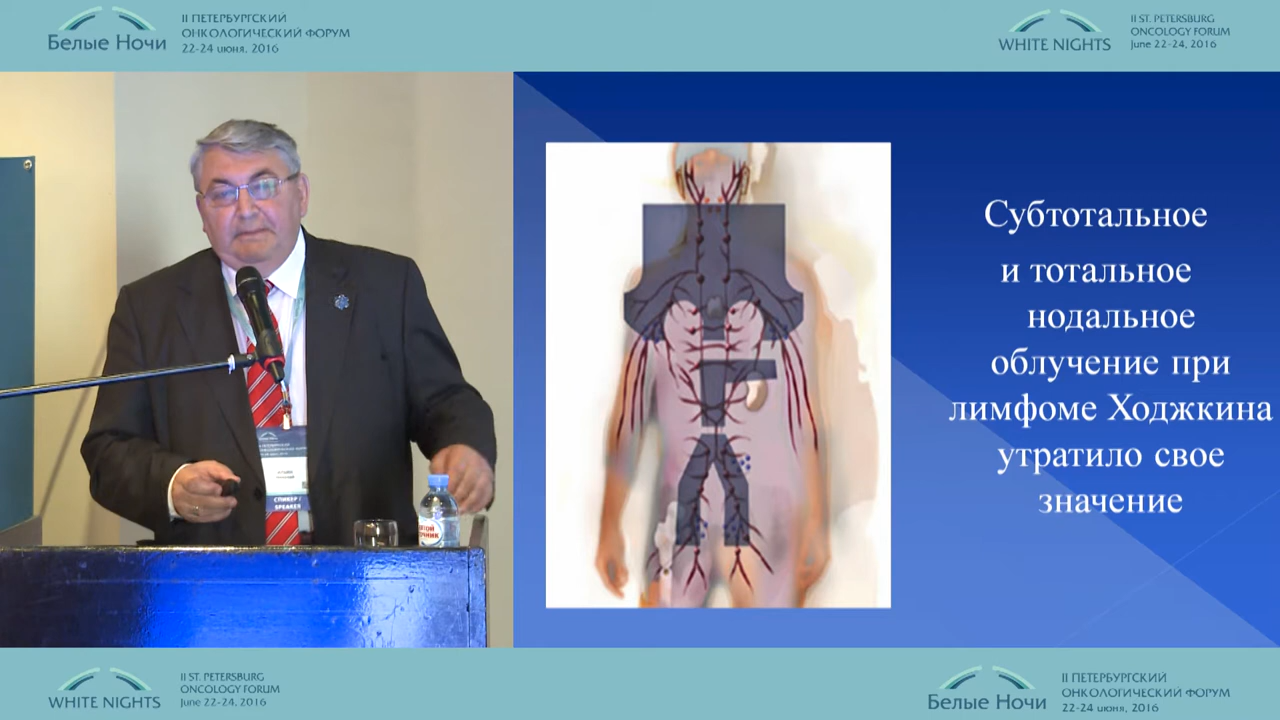 Белые Ночи
II ПЕТЕРБУРГСКИЙ
ОНКОЛОГИЧЕСКИЙ ФОРУМ
22-24 июня, 2016
WHITE NIGHTS
II ST. PETERSBURG
ONCOLOGY FORUM
June 22-24, 2016
Субтотальное
и тотальное
нодальное
облучение при
лимфоме Ходжкина
утратило свое
значение
СПИКЕР /
SPEAKER
WHITE NIGHTS
II ST. PETERSBURG
ONCOLOGY FORUM
June 22-24, 2016
Белые Ночи
II ПЕТЕРБУРГСКИЙ
ОНКОЛОГИЧЕСКИЙ ФОРУМ
22-24 июня, 2016